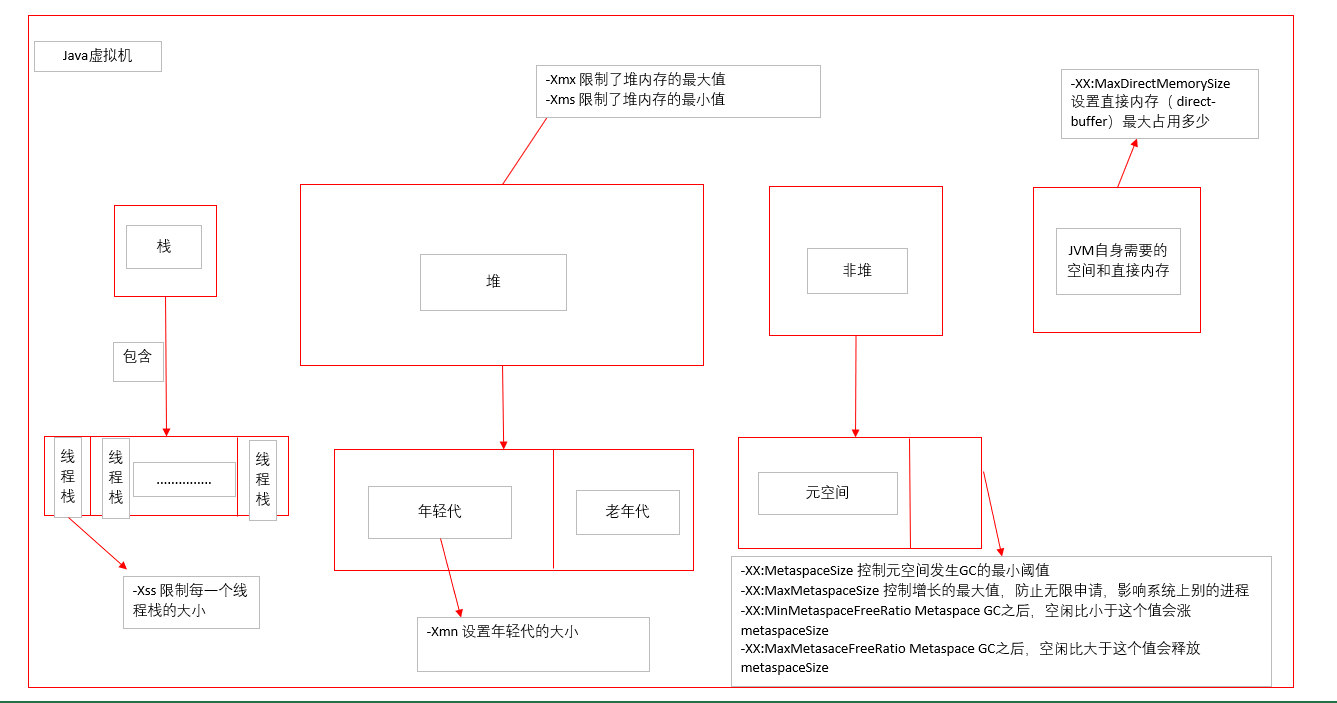 Java虚拟机
-Xmx 限制了堆内存的最大值
-Xms 限制了堆内存的最小值
-XX:MaxDirectMemorySize
设置直接内存（ direct-
buffer）最大占用多少
栈
堆
非堆
JVM自身需要的
空间和直接内存
包含
线程栈
线程栈
...............
线程栈
年轻代
老年代
元空间
-Xss 限制每一个线
程栈的大小
-Xmn 设置年轻代的大小
-XX:MetaspaceSize 控制元空间发生GC的最小阈值
-XX:MaxMetaspaceSize 控制增长的最大值，防止无限申请，影响系统上别的进程
-XX:MinMetaspaceFreeRatio Metaspace GC之后，空闲比小于这个值会涨
metaspaceSize
-XX:MaxMetasaceFreeRatio Metaspace GC之后，空闲比大于这个值会释放
metaspaceSize